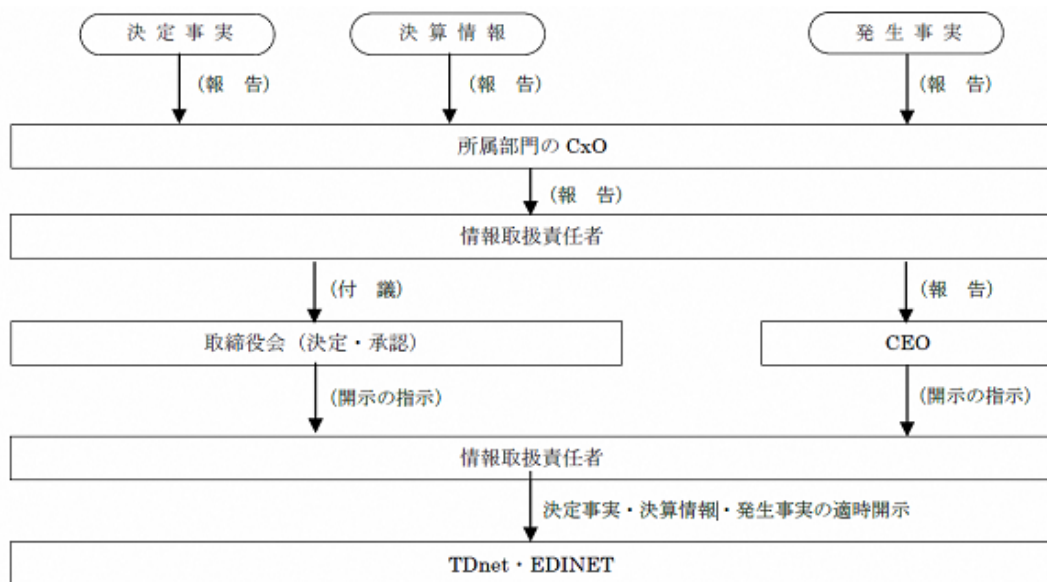 決定事実
決算情報
発生事実
(報 告)
(報 告)
(報 告)
所属部門の CxO
(報 告)
情報取扱責任者
(付 議)
(報 告)
取締役会（決定・承認）
CEO
(開示の指示)
(開示の指示)
情報取扱責任者
決定事実・決算情報・発生事実の適時開示
TDnet・EDINET